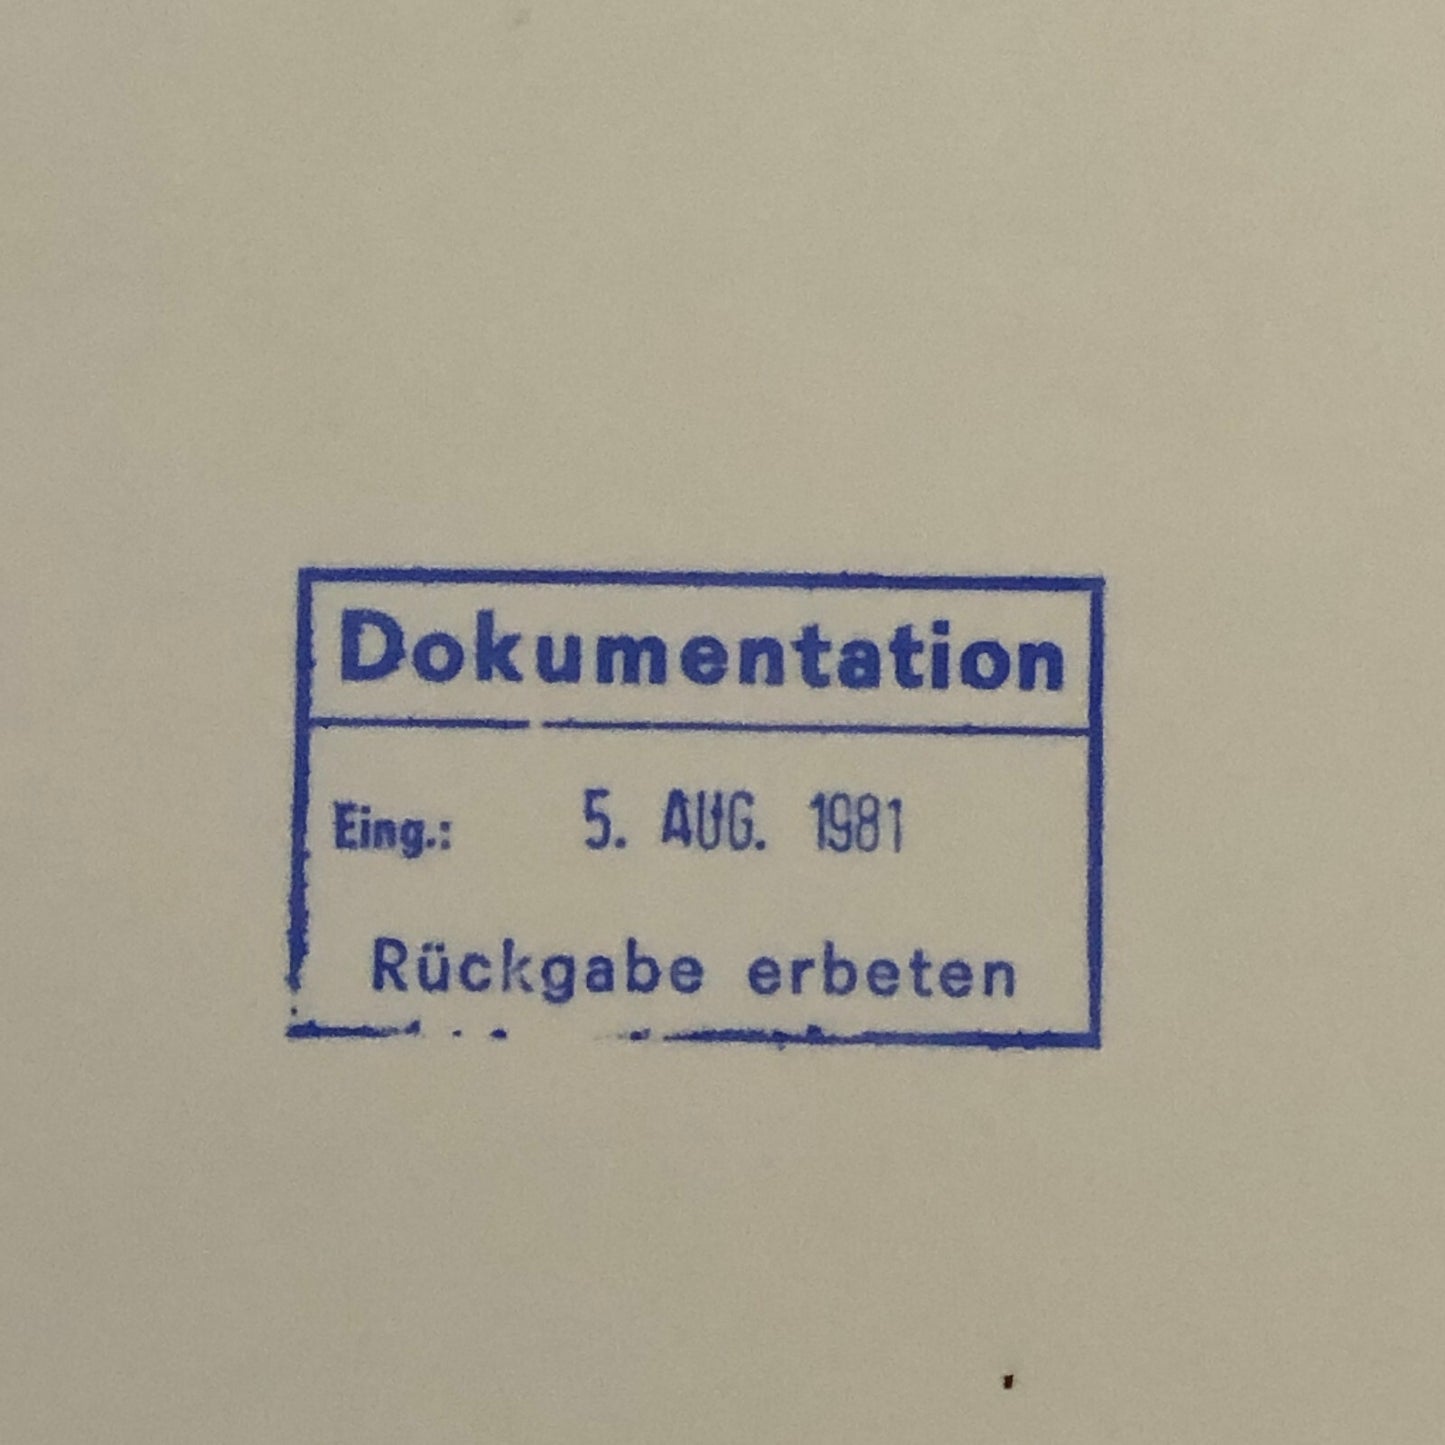 Dokumentation
Eing.: 5. AUG. 1981
Rückgabe erbeten